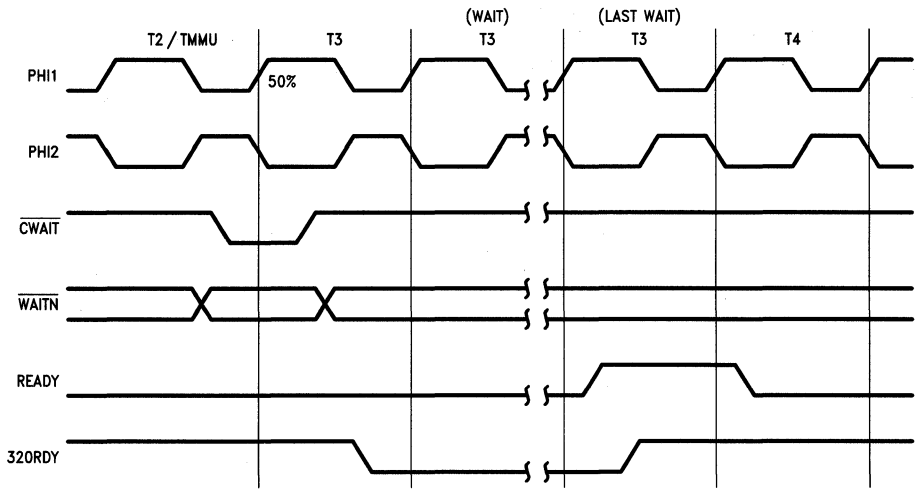 (WAIT) (LAST WAIT)
T2 / TMMU T3 T3 T3 T4
PHI1
50%
PHI2
CWAIT
WAITN
READY
320RDY